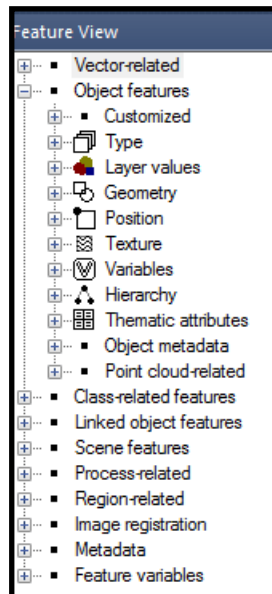 Feature View
Vector-related
Object features
Customized
Type
Layer values
Geometry
Position
Texture
Variables
Hierarchy
Thematic attributes
Object metadata
Point cloud-related
Class-related features
Linked object features
Scene features
Process-related
Region-related
Image registration
Metadata
Feature variables